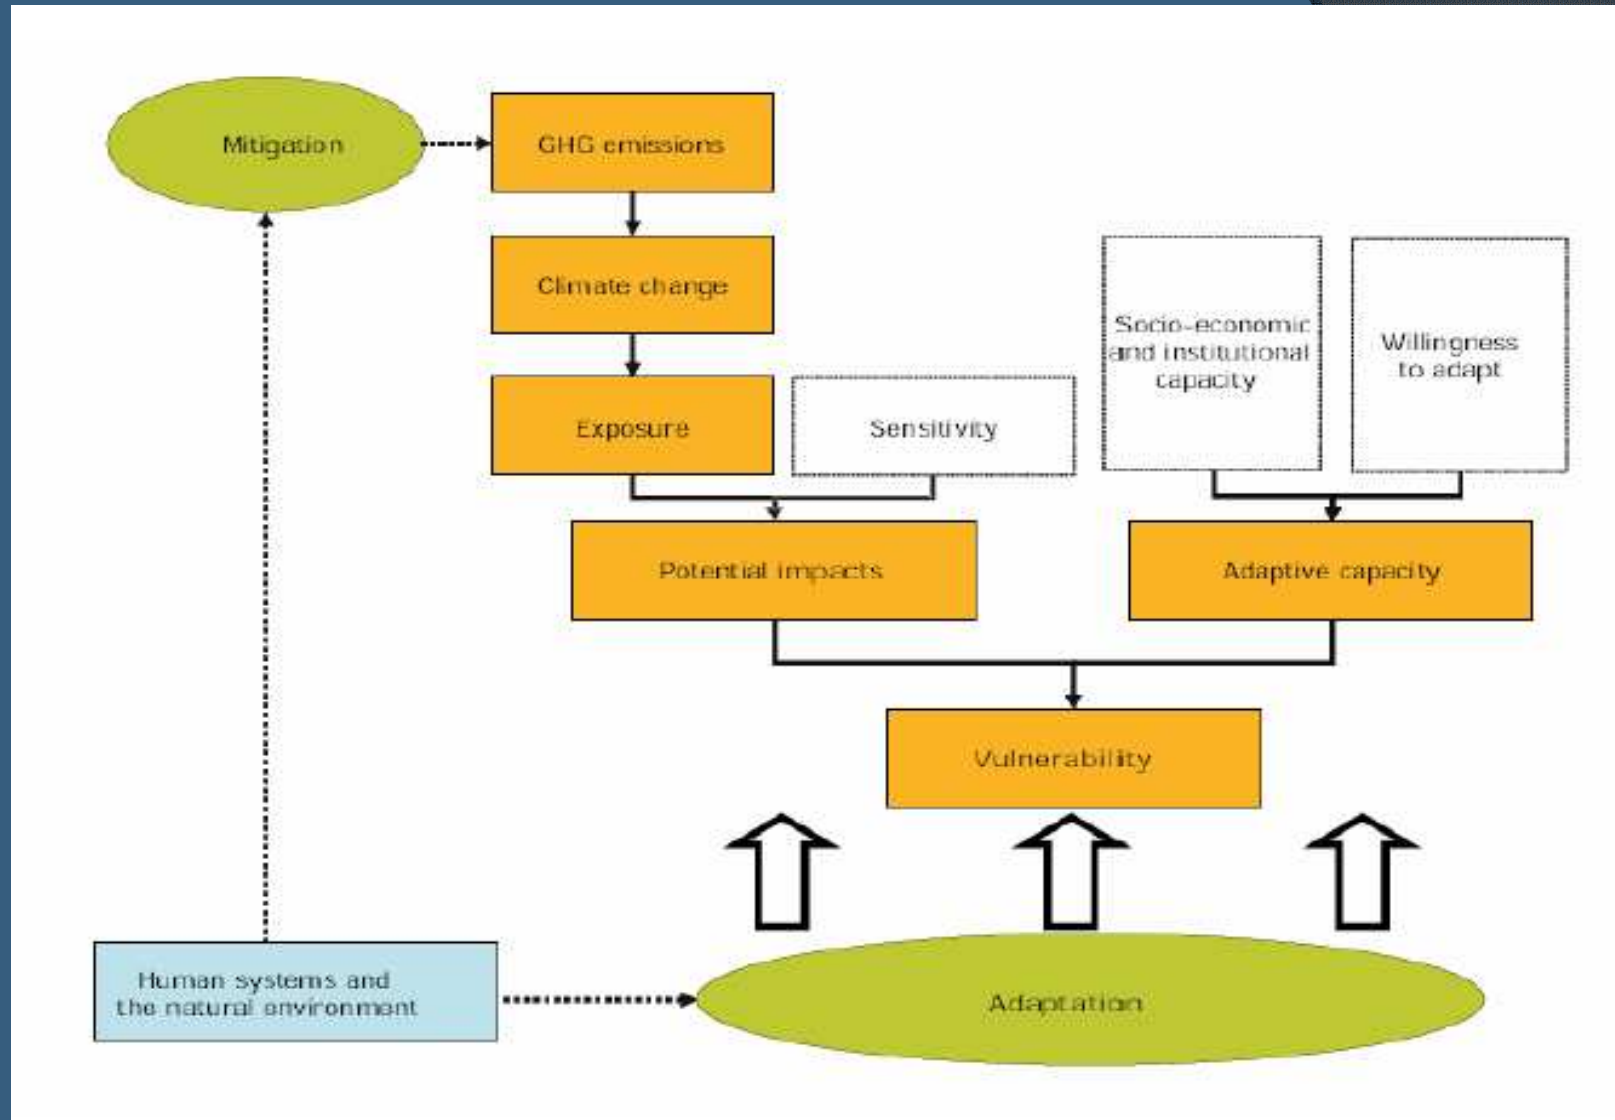 Mitigation
GHG emissions
Climate change
Exposure
Sensitivity
Socio-economic
and institutional
capacity
Willingness
to adapt
Potential impacts
Adaptive capacity
Vulnerability
Human systems and
the natural environment
Adaptation